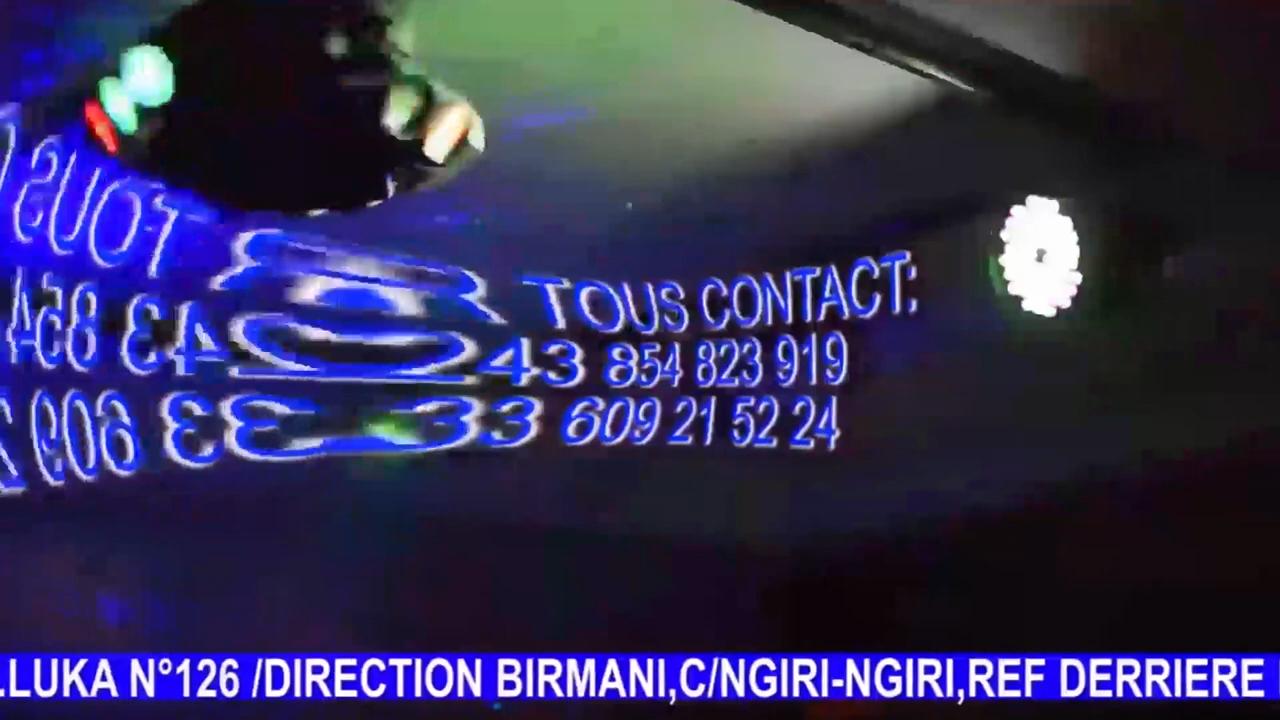 TOUS CONTACT:
43 854 823 919
33 609 21 52 24
.LUKA N°126 /DIRECTION BIRMANI,C/NGIRI-NGIRI,REF DERRIERE